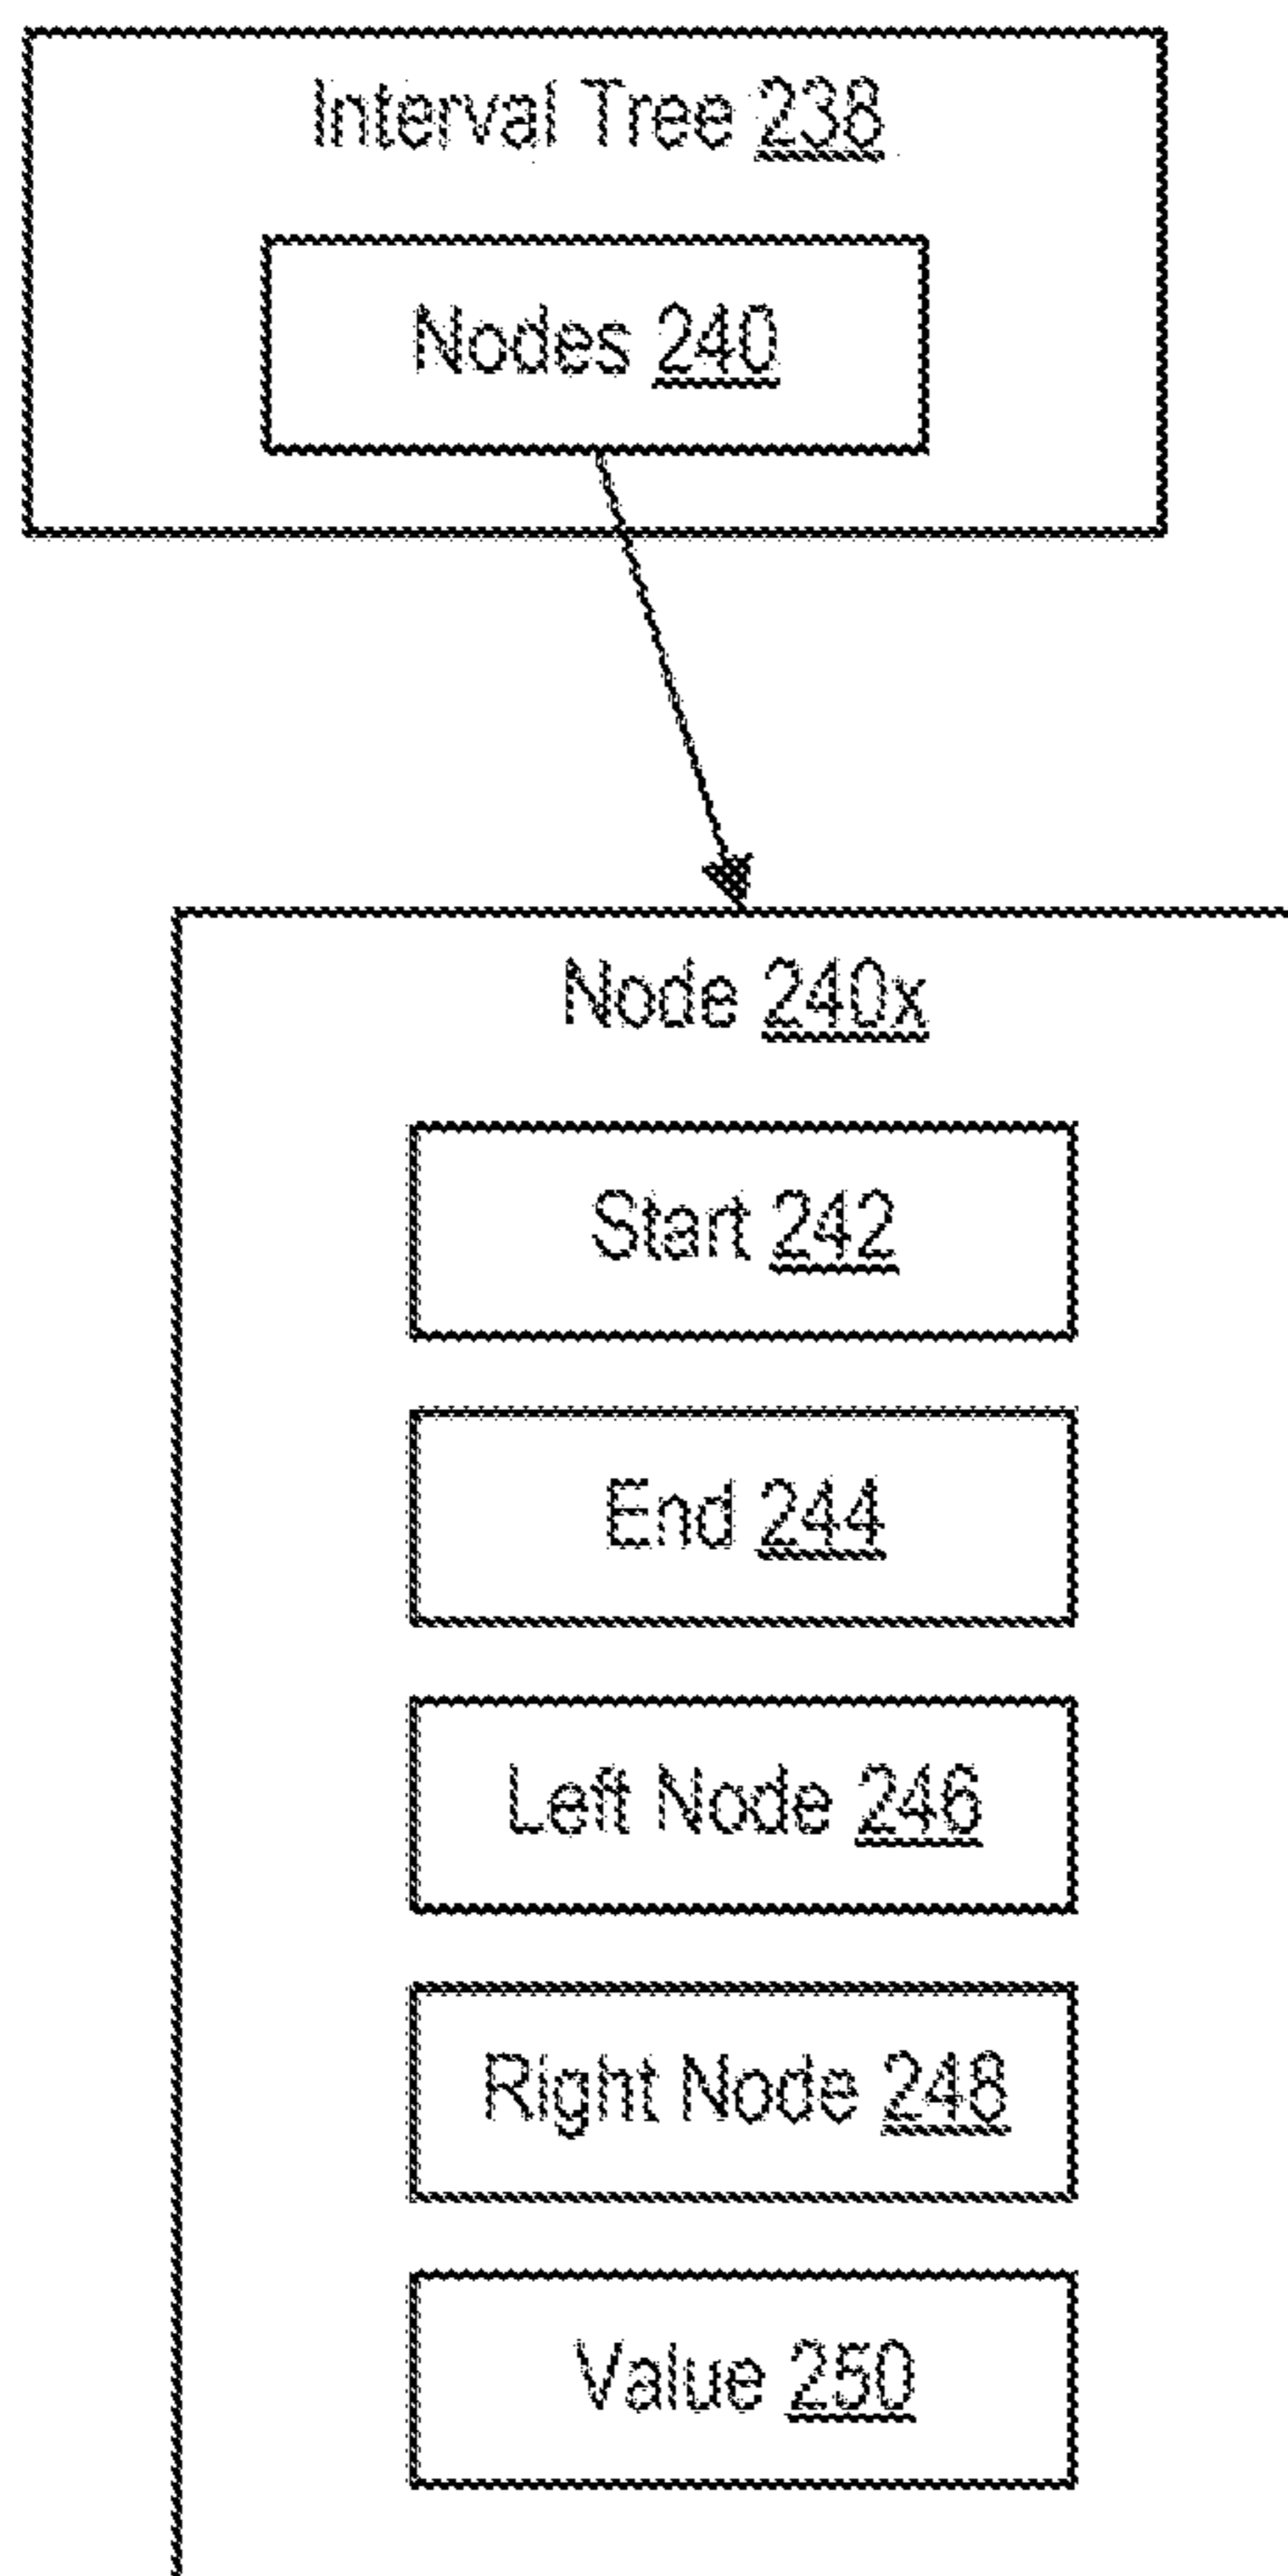 Interval Tree 238
Nodes 240
Node 240x
Start 242
End 244
Left Node 246
Right Node 248
Value 250